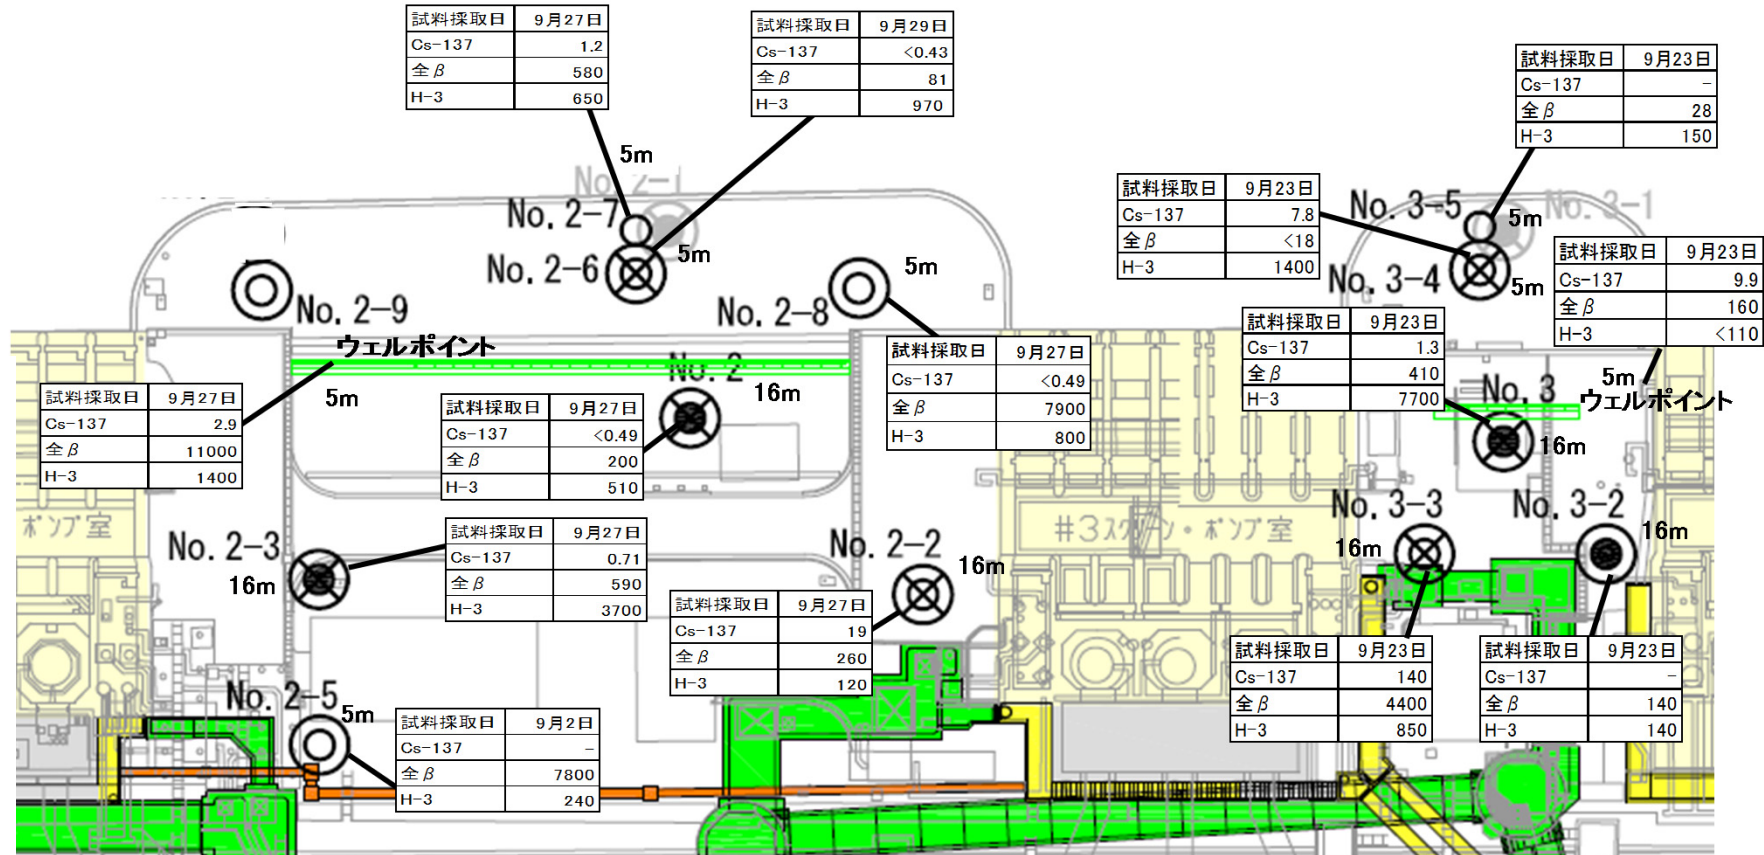 試料採取日 9月27日
Cs-137 1.2
全β 580
H-3 650
試料採取日 9月29日
Cs-137 <0.43
全β 81
H-3 970
試料採取日 9月23日
Cs-137 -
全β 28
H-3 150
5m
No. 2-1
No. 2-7
No. 2-6
5m
試料採取日 9月23日
Cs-137 7.8
全β <18
H-3 1400
No. 3-5
5m
No. 3-1
No. 3-4
5m
試料採取日 9月23日
Cs-137 9.9
全β 160
H-3 <110
No. 2-9
No. 2-8
5m
ウェルポイント
5m
試料採取日 9月27日
Cs-137 2.9
全β 11000
H-3 1400
No. 2
16m
試料採取日 9月27日
Cs-137 <0.49
全β 200
H-3 510
試料採取日 9月27日
Cs-137 <0.49
全β 7900
H-3 800
試料採取日 9月23日
Cs-137 1.3
全β 410
H-3 7700
No. 3
16m
5m
ウェルポイント
ポンプ室
No. 2-3
16m
試料採取日 9月27日
Cs-137 0.71
全β 590
H-3 3700
No. 2-2
16m
試料採取日 9月27日
Cs-137 19
全β 260
H-3 120
#3スクリーン・ポンプ室
No. 3-3
16m
No. 3-2
16m
試料採取日 9月23日
Cs-137 140
全β 4400
H-3 850
試料採取日 9月23日
Cs-137 -
全β 140
H-3 140
No. 2-5
5m
試料採取日 9月2日
Cs-137 -
全β 7800
H-3 240